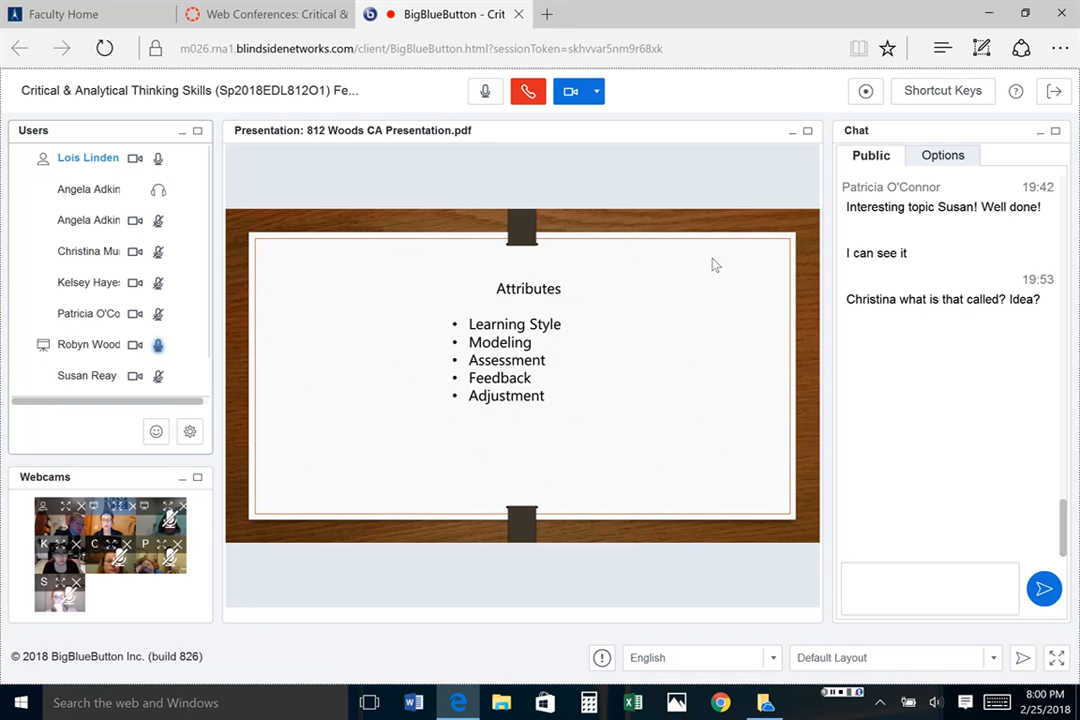 Faculty Home
Web Conferences: Critical &
BigBlueButton - Crit
m026.rna1.blindsidenetworks.com/client/BigBlueButton.html?sessionToken=skhvvar5nm9r68xk
Critical & Analytical Thinking Skills (Sp2018EDL812O1) Fe...
Shortcut Keys
Users
Lois Linden
Angela Adkin
Angela Adkin
Christina Mu
Kelsey Haye
Patricia O'Co
Robyn Wood
Susan Reay
Webcams
K C P
S
Presentation: 812 Woods CA Presentation.pdf
Attributes
• Learning Style
• Modeling
• Assessment
• Feedback
• Adjustment
Chat
Public
Options
Patricia O'Connor 19:42
Interesting topic Susan! Well done!
I can see it
19:53
Christina what is that called? Idea?
© 2018 BigBlueButton Inc. (build 826)
English
Default Layout
Search the web and Windows
8:00 PM
2/25/2018